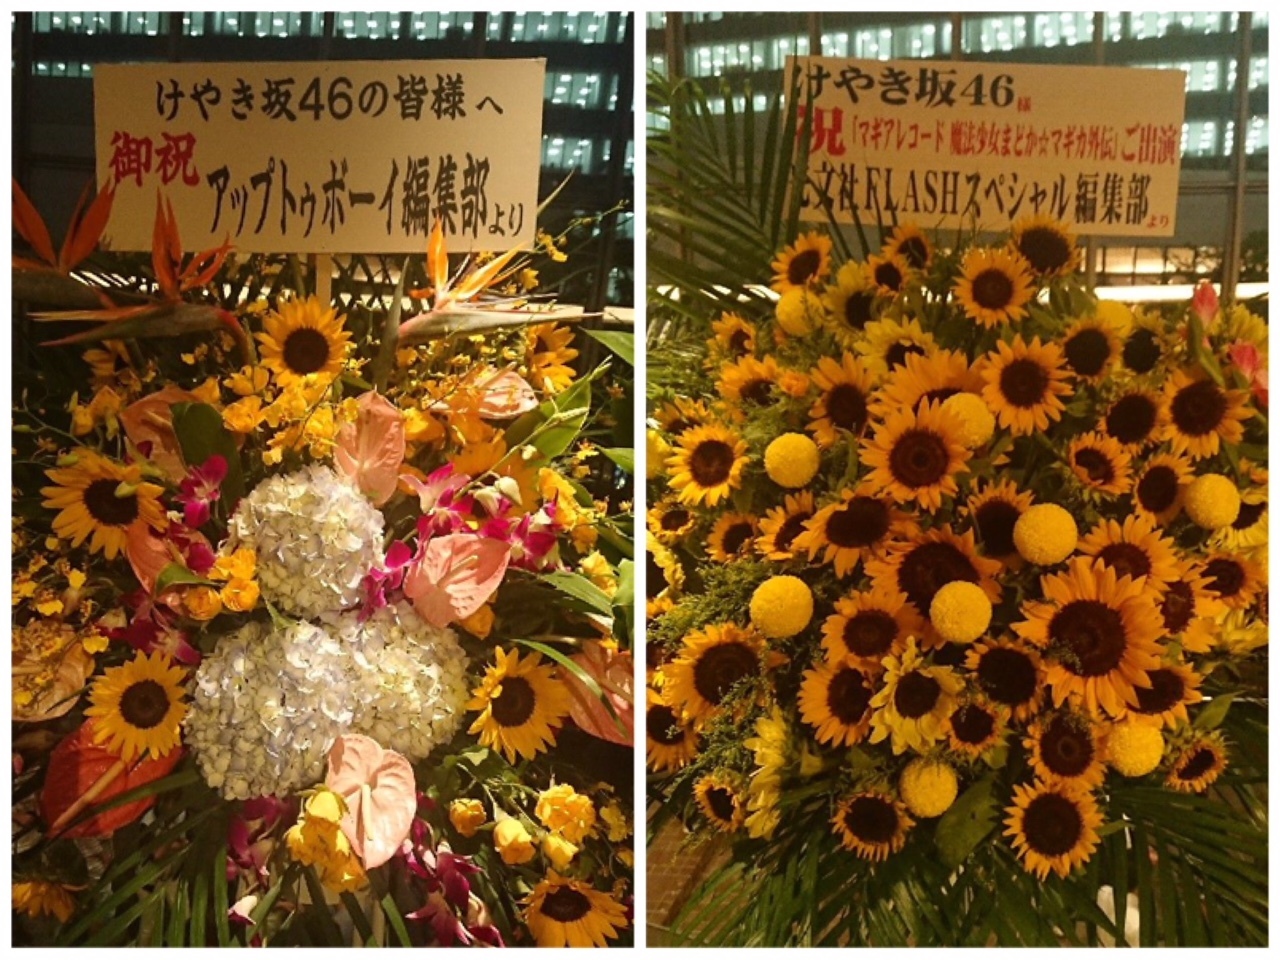 けやき坂46の皆様へ
御祝
アップトゥボーイ編集部より
けやき坂46様
祝「マギアレコード 魔法少女まどか☆マギカ外伝」ご出演
文社FLASHスペシャル編集部より